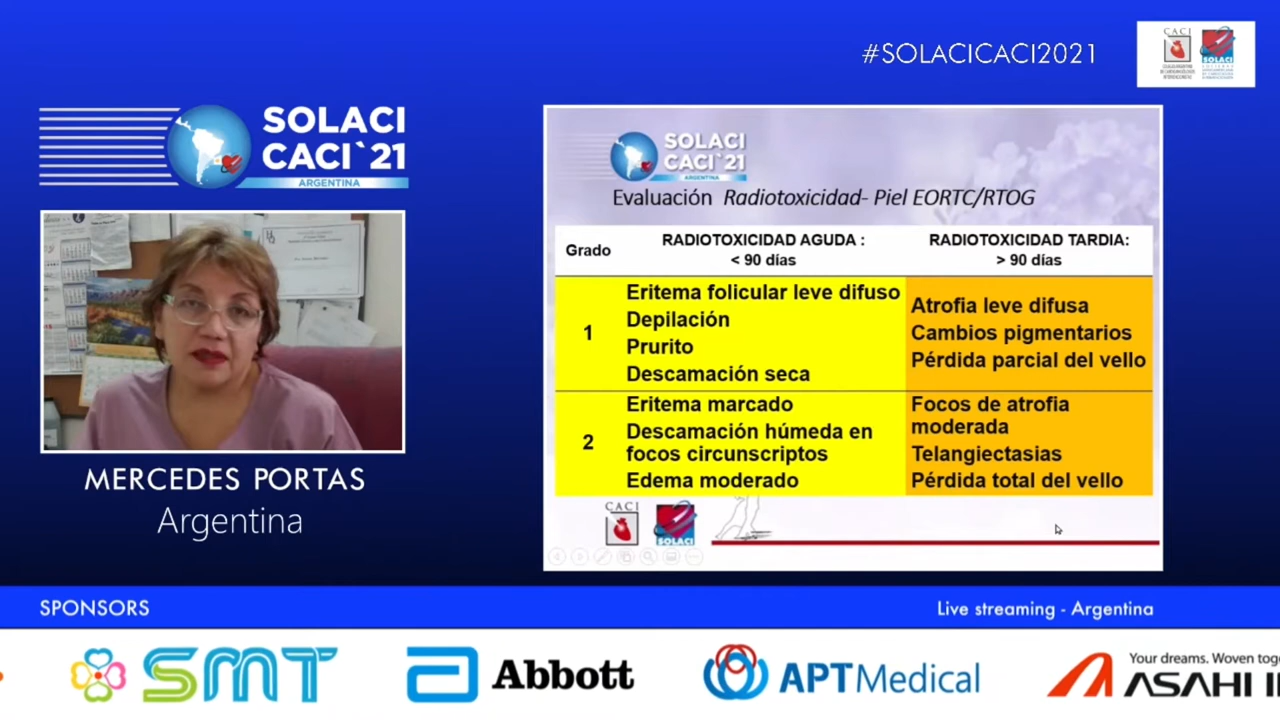 #SOLACICACI2021
CACI
SOLACI
SOLACI
CACI`21
ARGENTINA
MERCEDES PORTAS
Argentina
SOLACI
CACI`21
ARGENTINA
Evaluación Radiotoxicidad- Piel EORTC/RTOG
Grado
RADIOTOXICIDAD AGUDA :
< 90 días
RADIOTOXICIDAD TARDIA:
> 90 días
1
Eritema folicular leve difuso
Depilación
Prurito
Descamación seca
Atrofia leve difusa
Cambios pigmentarios
Pérdida parcial del vello
2
Eritema marcado
Descamación húmeda en
focos circunscriptos
Edema moderado
Focos de atrofia
moderada
Telangiectasias
Pérdida total del vello
CACI
SOLACI
SPONSORS
Live streaming - Argentina
SMT
Abbott
APTMedical
Your dreams. Woven
ASAHI